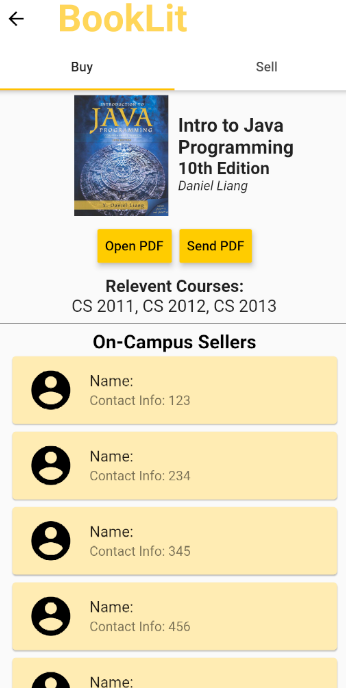 BookLit
Buy
Sell
INTRODUCTION TO
JAVA
PROGRAMMING
Y. Daniel Liang
Intro to Java
Programming
10th Edition
Daniel Liang
Open PDF
Send PDF
Relevent Courses:
CS 2011, CS 2012, CS 2013
On-Campus Sellers
Name:
Contact Info: 123
Name:
Contact Info: 234
Name:
Contact Info: 345
Name:
Contact Info: 456
Name: